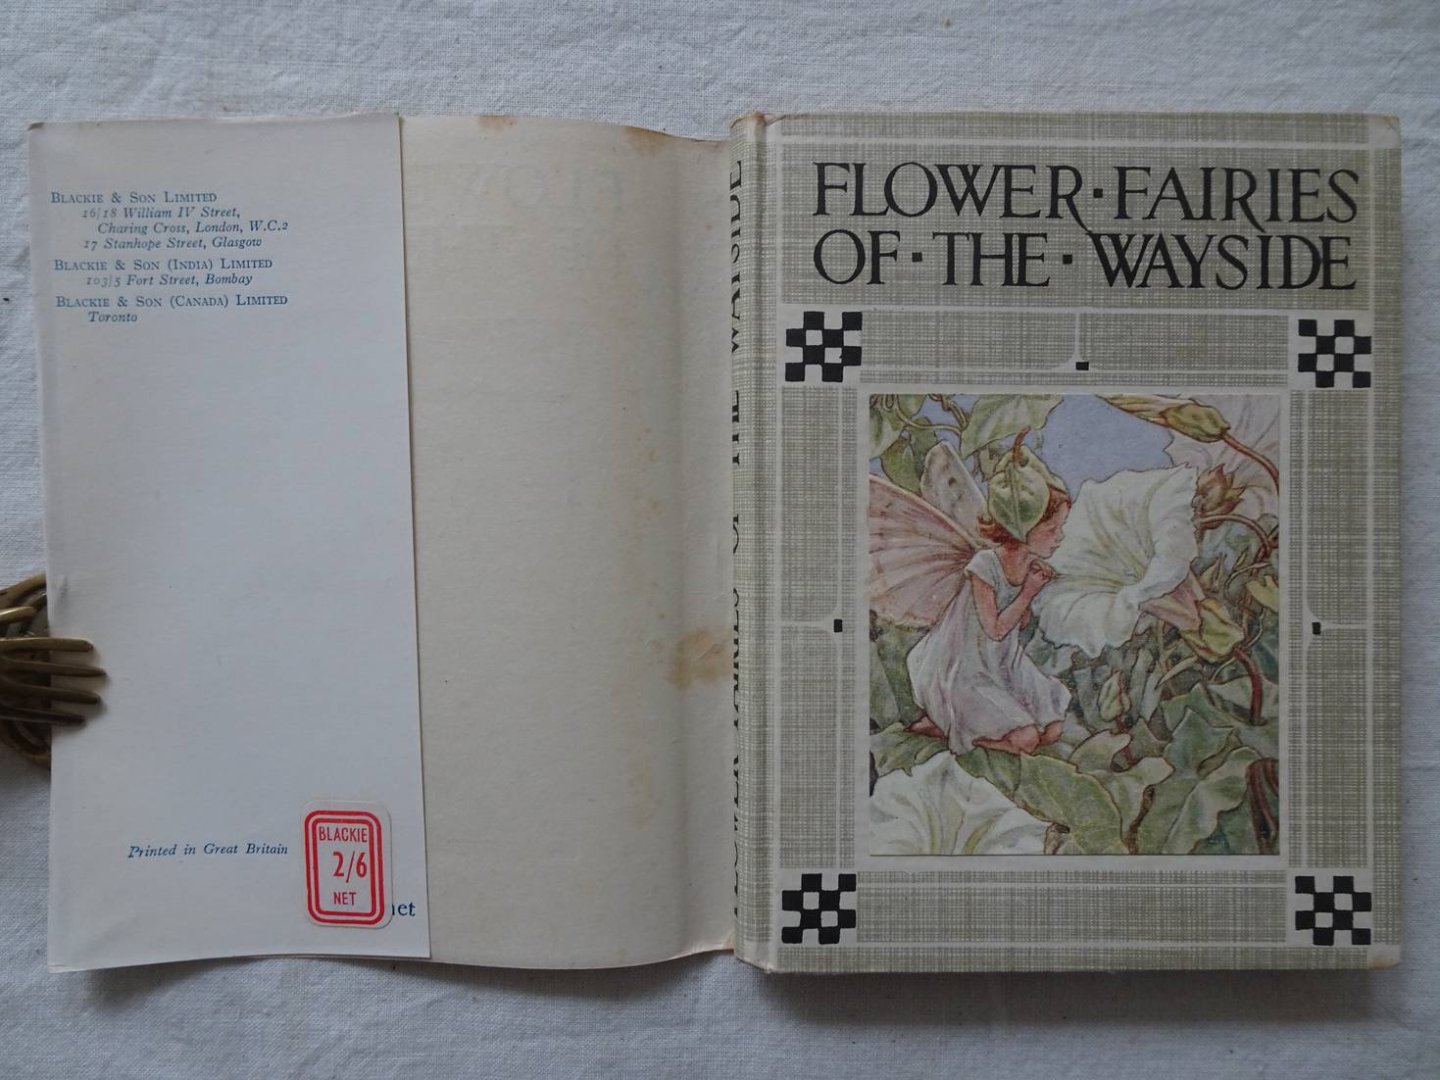 BLACKIE & SON LIMITED
16/18 William IV Street,
Charing Cross, London, W.C.2
17 Stanhope Street, Glasgow
BLACKIE & SON (INDIA) LIMITED
103/5 Fort Street, Bombay
BLACKIE & SON (CANADA) LIMITED
Toronto
Printed in Great Britain
BLACKIE
2/6
NET
net
FLOWER FAIRIES OF THE WAYSIDE
FLOWER·FAIRIES
OF·THE·WAYSIDE